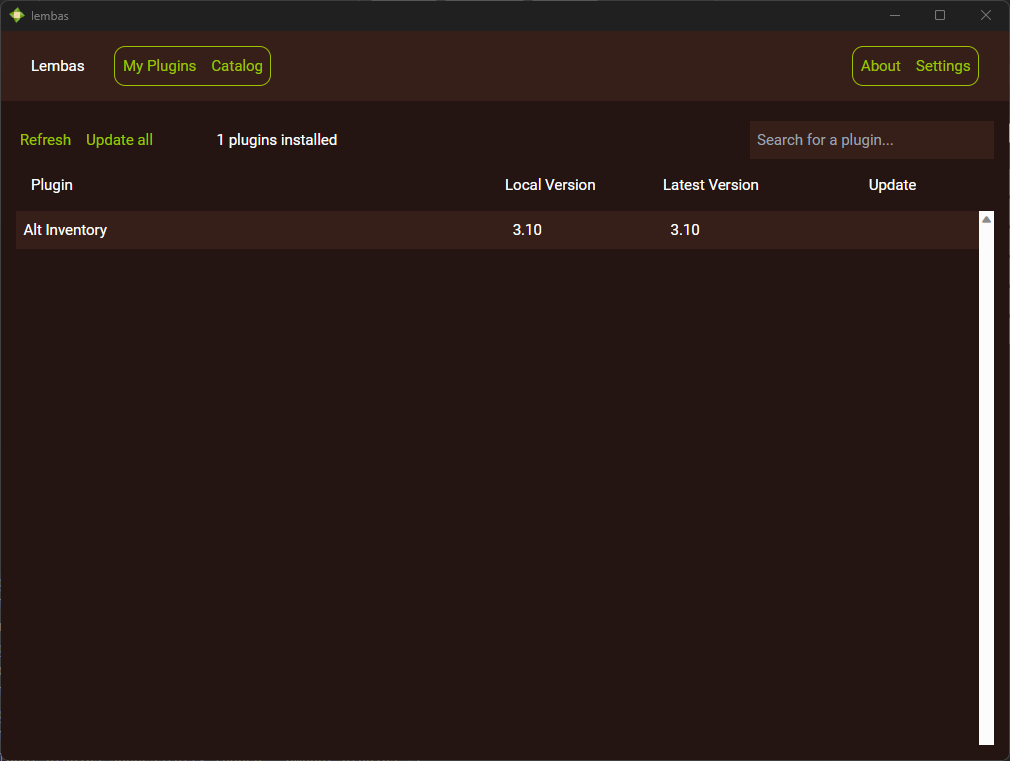 lembas
Lembas My Plugins Catalog About Settings
Refresh Update all 1 plugins installed Search for a plugin...
Plugin Local Version Latest Version Update
Alt Inventory 3.10 3.10